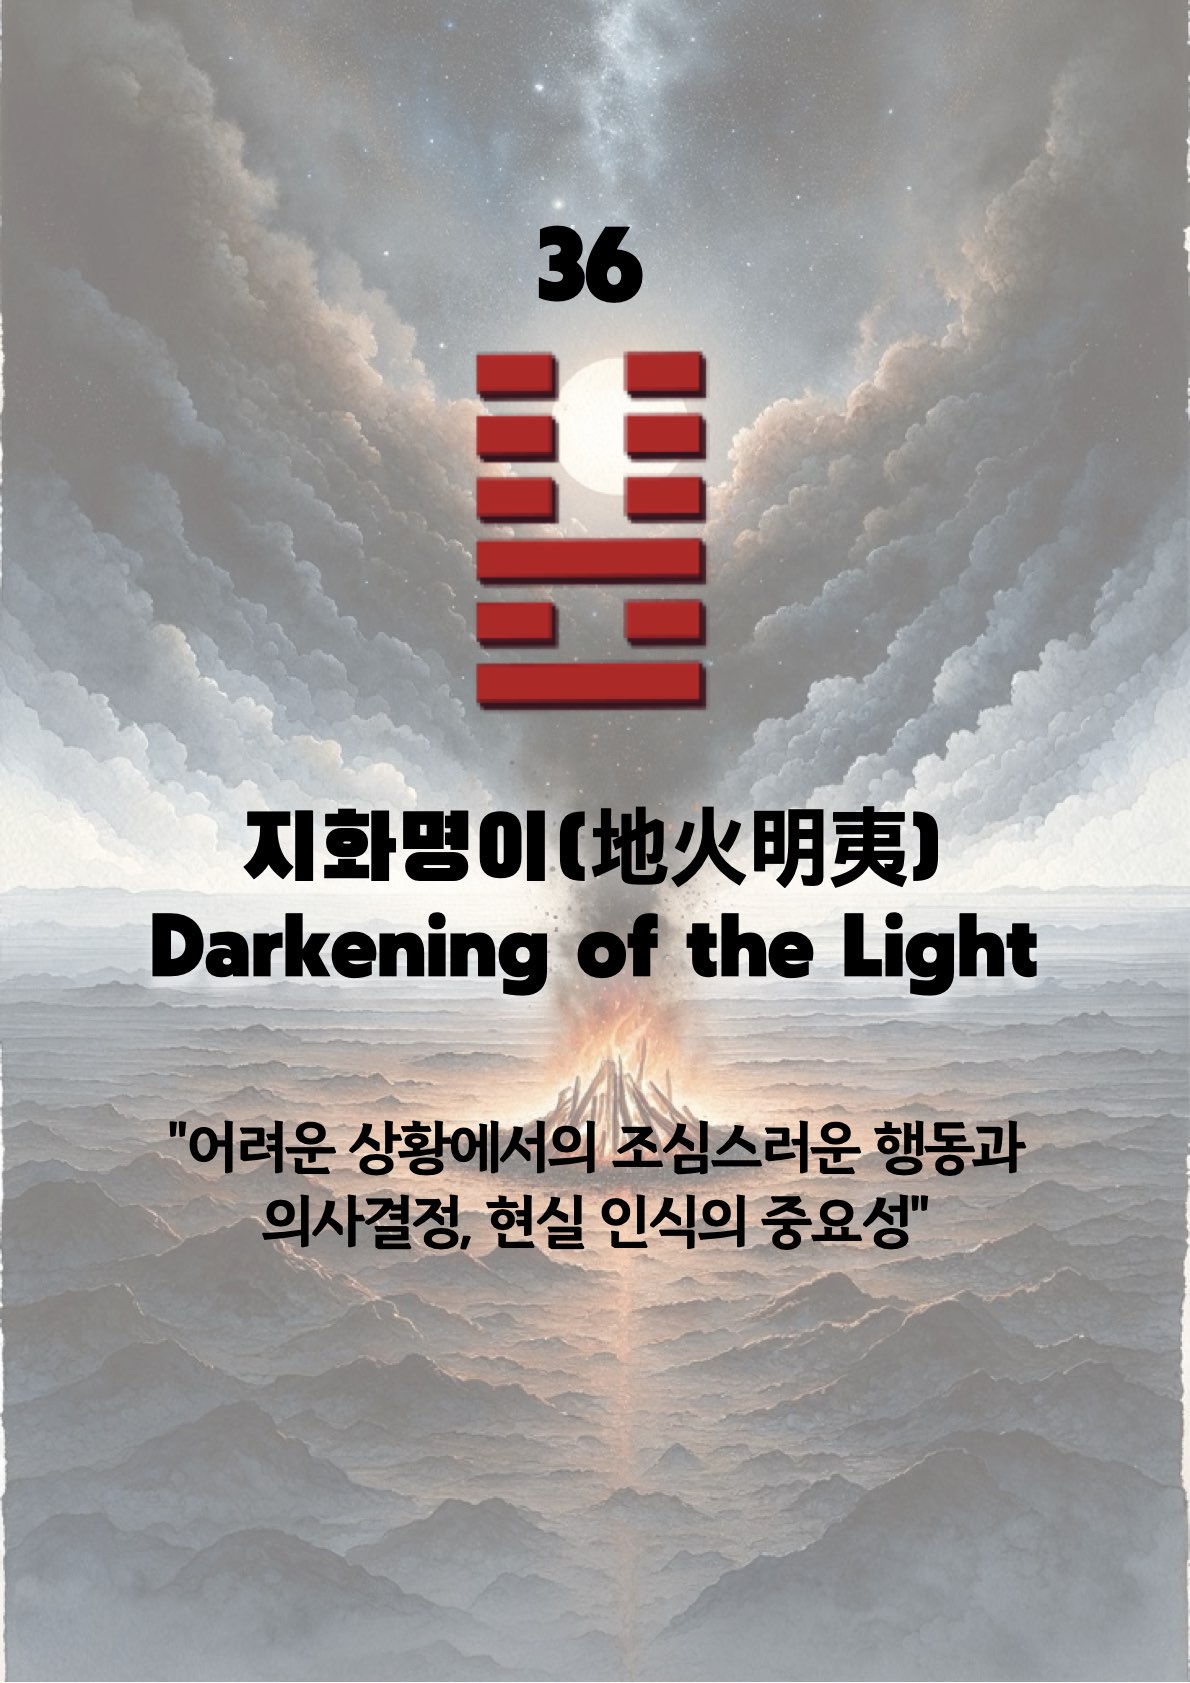 36
지화명이(地火明夷)
Darkening of the Light
"어려운 상황에서의 조심스러운 행동과
의사결정, 현실 인식의 중요성"